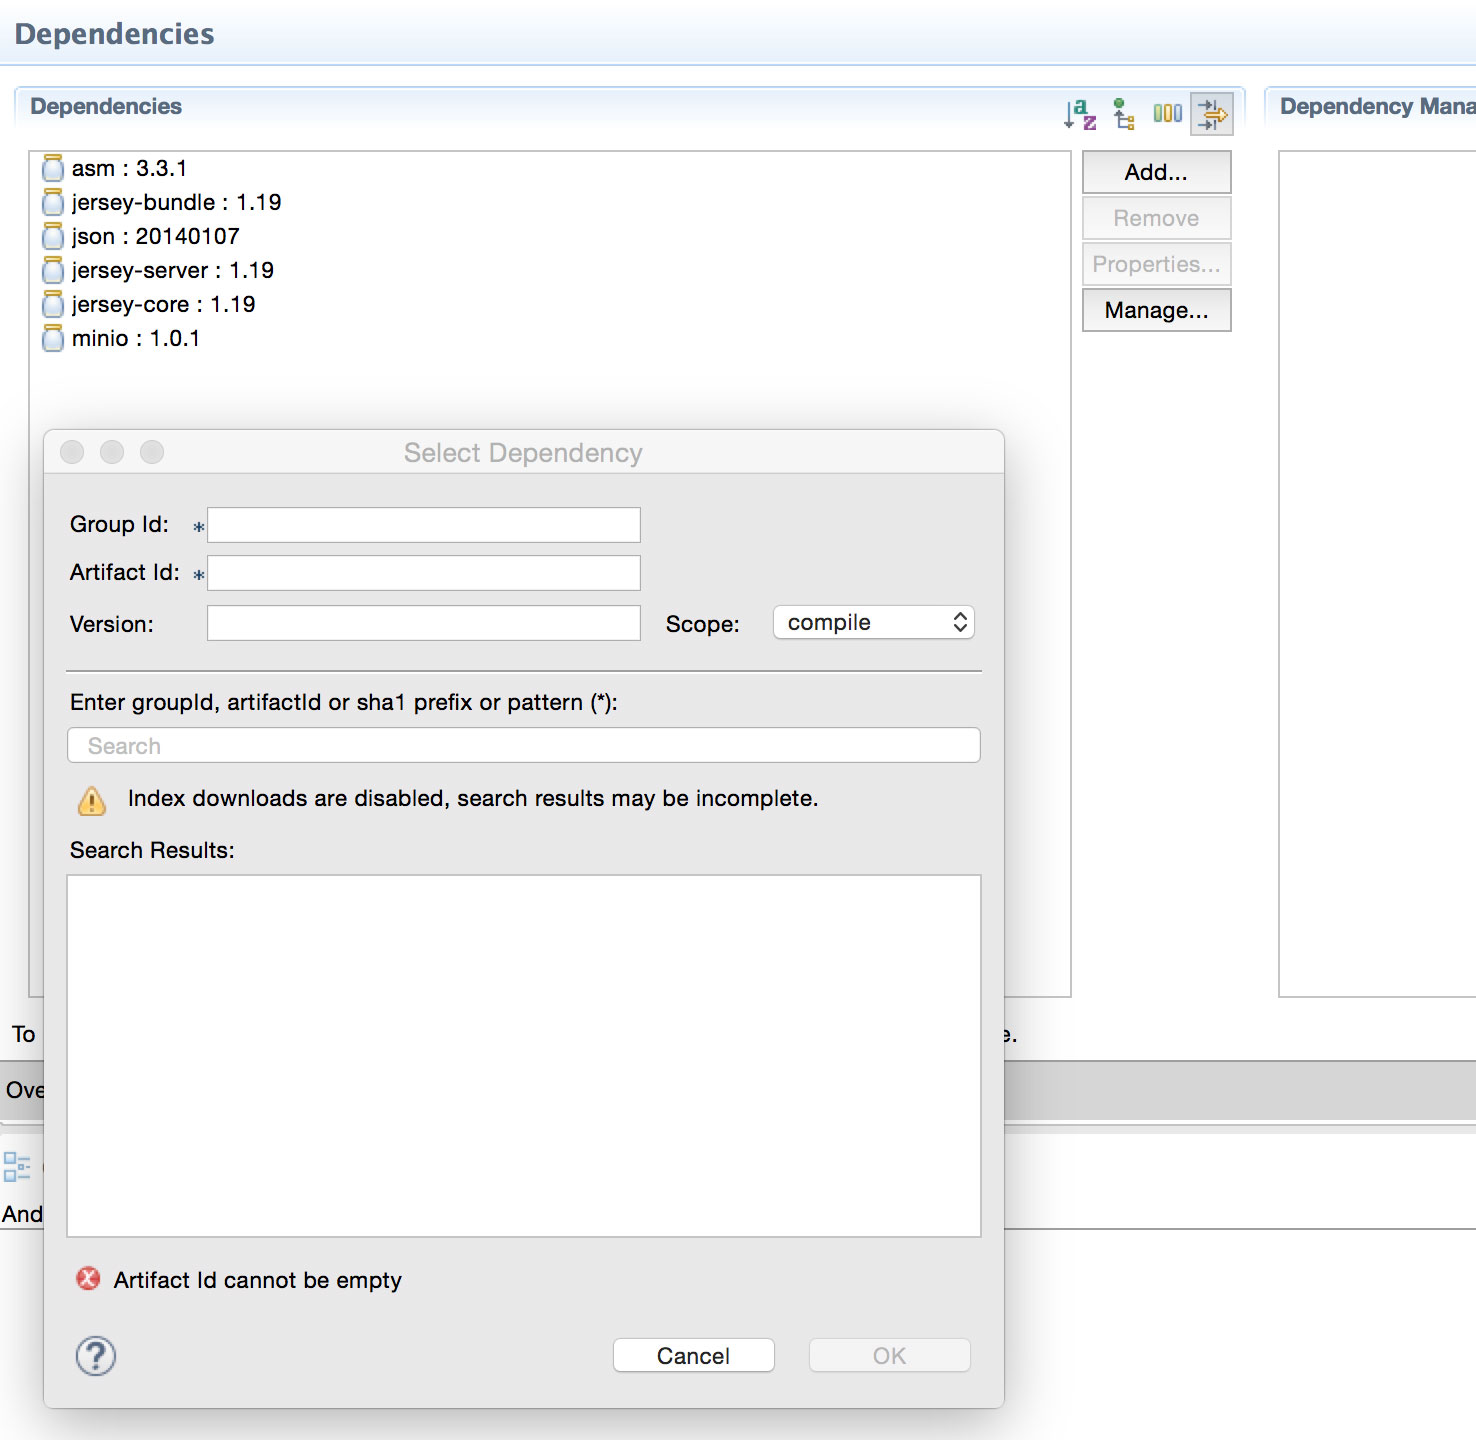 Dependencies
Dependencies
Dependency Mana
asm : 3.3.1
jersey-bundle : 1.19
json : 20140107
jersey-server : 1.19
jersey-core : 1.19
minio : 1.0.1
Add...
Remove
Properties...
Manage...
Select Dependency
Group Id: *
Artifact Id: *
Version:
Scope: compile
Enter groupId, artifactId or sha1 prefix or pattern (*):
Search
Index downloads are disabled, search results may be incomplete.
Search Results:
To
e.
Ove
And
Artifact Id cannot be empty
?
Cancel
OK